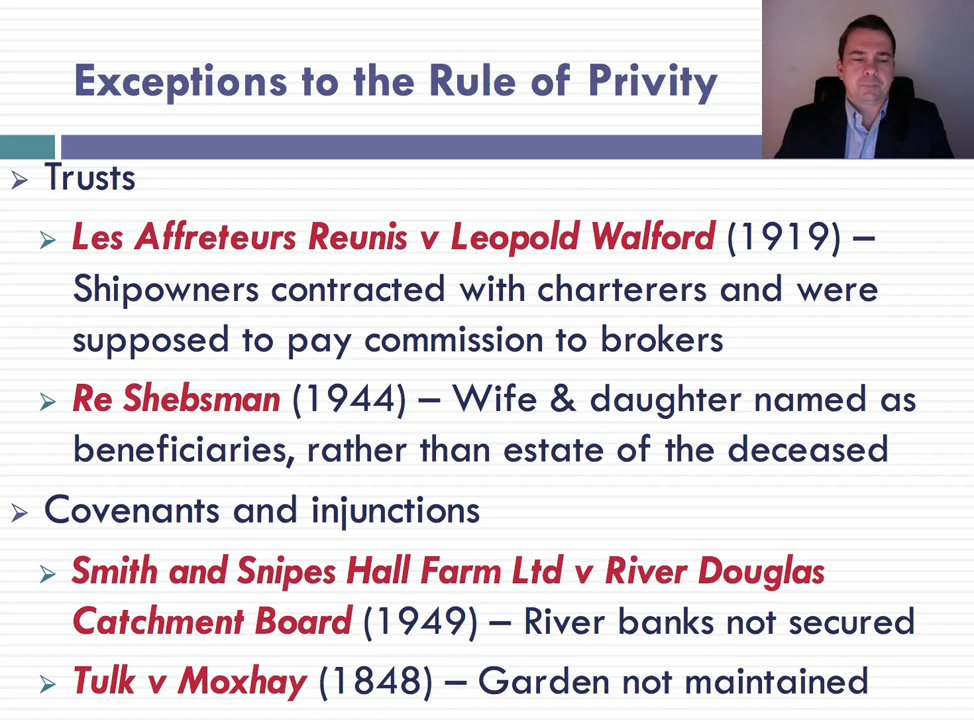 Exceptions to the Rule of Privity
Trusts
Les Affreteurs Reunis v Leopold Walford (1919) –
Shipowners contracted with charterers and were
supposed to pay commission to brokers
Re Shebsman (1944) – Wife & daughter named as
beneficiaries, rather than estate of the deceased
Covenants and injunctions
Smith and Snipes Hall Farm Ltd v River Douglas
Catchment Board (1949) – River banks not secured
Tulk v Moxhay (1848) – Garden not maintained